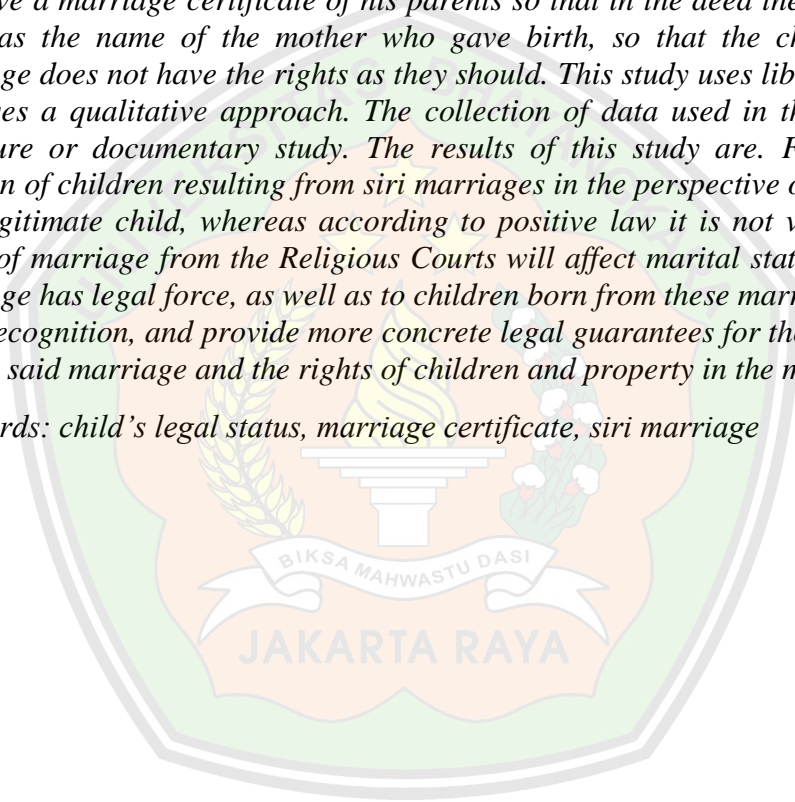 ve a marriage certificate of his parents so that in the deed the
as the name of the mother who gave birth, so that the ch
ge does not have the rights as they should. This study uses lib
es a qualitative approach. The collection of data used in th
ure or documentary study. The results of this study are. F
n of children resulting from siri marriages in the perspective o
gitimate child, whereas according to positive law it is not v
of marriage from the Religious Courts will affect marital stat
ge has legal force, as well as to children born from these marr
ecognition, and provide more concrete legal guarantees for the
said marriage and the rights of children and property in the m
rds: child’s legal status, marriage certificate, siri marriage
UNIVERSITAS BHAYANGKARA
BIKSA MAHWASTU DASI
JAKARTA RAYA